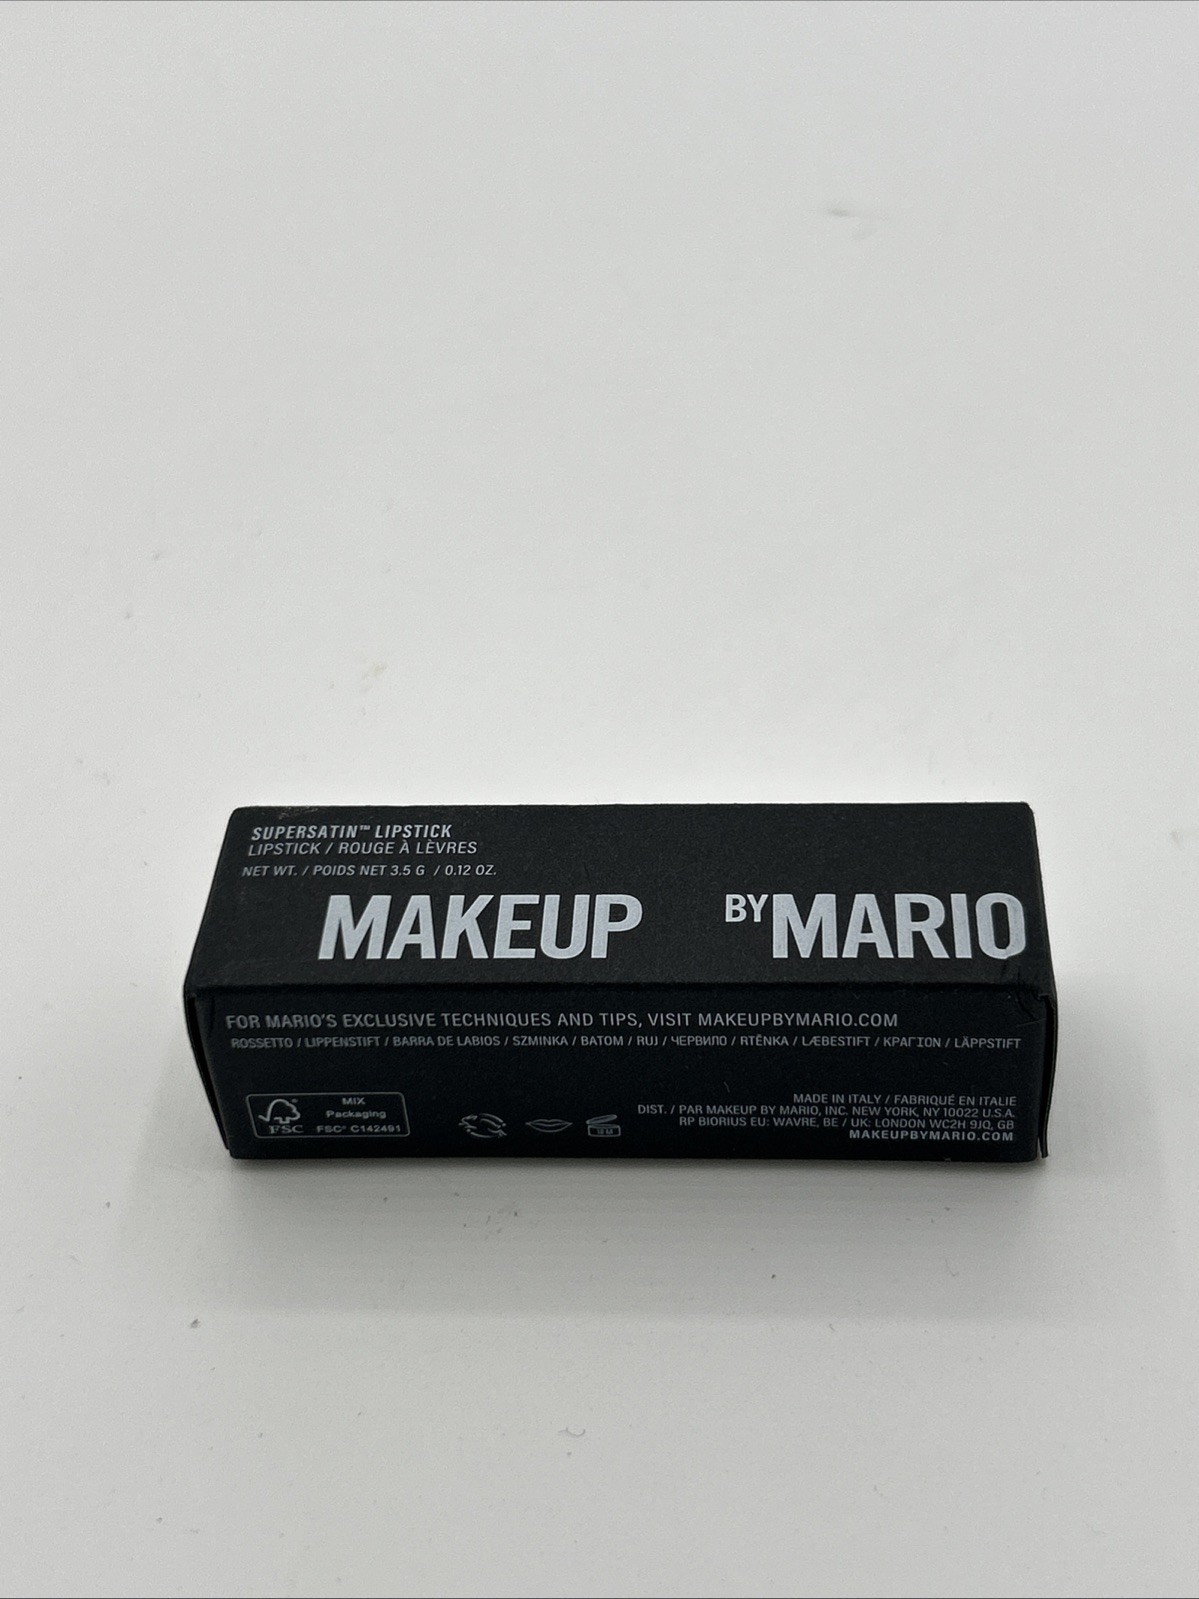 SUPERSATIN™ LIPSTICK
LIPSTICK / ROUGE À LÈVRES
NET WT. / POIDS NET 3.5 G / 0.12 OZ.
MAKEUP BY MARIO
FOR MARIO'S EXCLUSIVE TECHNIQUES AND TIPS, VISIT MAKEUPBYMARIO.COM
ROSSETTO / LIPPENSTIFT / BARRA DE LABIOS / SZMINKA / BATOM / RUJ / ЧЕРВИЛО / RTĚNKA / LÆBESTIFT / ΚΡΑΓΙΟΝ / LÄPPSTIFT
FSC
MIX
Packaging
FSC® C142491
MADE IN ITALY / FABRIQUÉ EN ITALIE
DIST. / PAR MAKEUP BY MARIO, INC. NEW YORK, NY 10022 U.S.A.
RP BIORIUS EU: WAVRE, BE / UK: LONDON WC2H 9JQ, GB
MAKEUPBYMARIO.COM